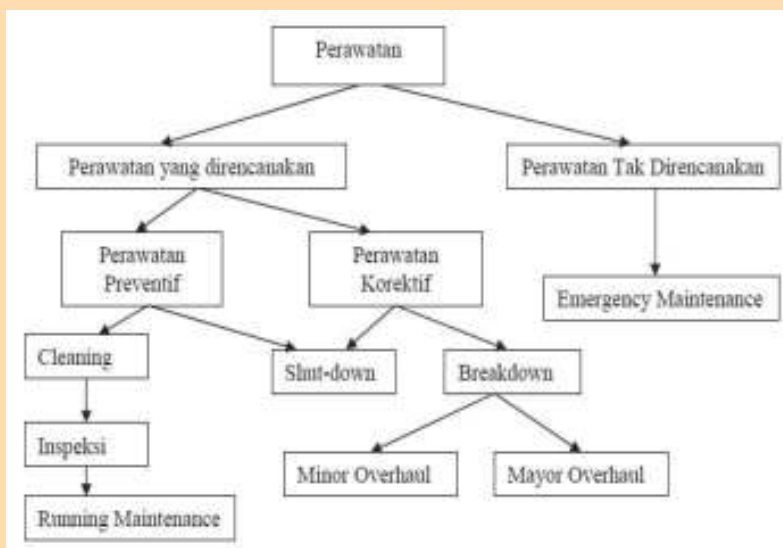 Perawatan
Perawatan yang direncanakan
Perawatan Tak Direncanakan
Perawatan
Preventif
Perawatan
Korektif
Emergency Maintenance
Cleaning
Shut-down
Breakdown
Inspeksi
Minor Overhaul
Mayor Overhaul
Running Maintenance